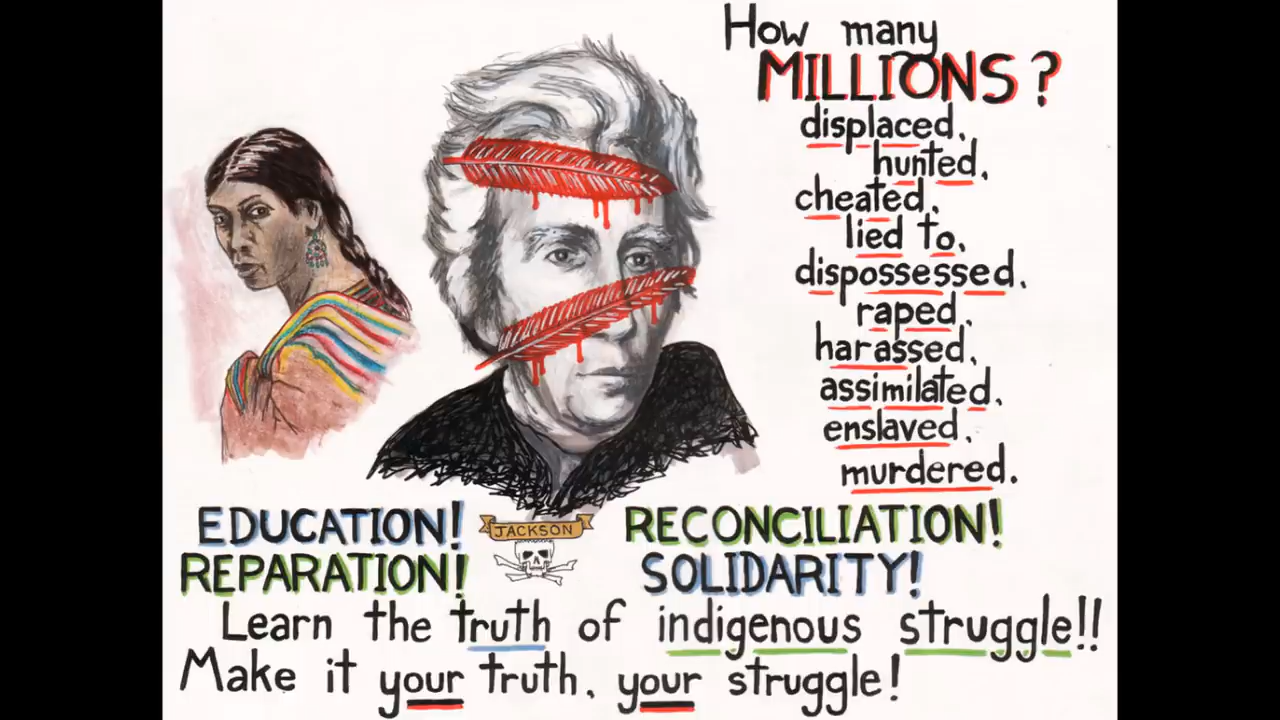 How many
MILLIONS?
displaced,
hunted,
cheated,
lied to,
dispossessed,
raped,
harassed,
assimilated,
enslaved,
murdered.
EDUCATION!
REPARATION!
JACKSON
RECONCILIATION!
SOLIDARITY!
Learn the truth of indigenous struggle!!
Make it your truth, your struggle!